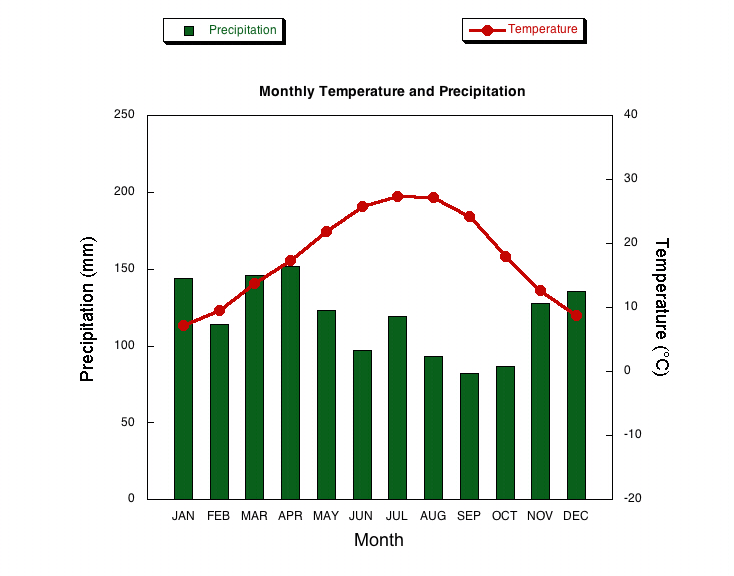 Precipitation
Temperature
Monthly Temperature and Precipitation
250
200
150
100
50
0
Precipitation (mm)
40
30
20
10
0
-10
-20
Temperature (°C)
JAN FEB MAR APR MAY JUN JUL AUG SEP OCT NOV DEC
Month